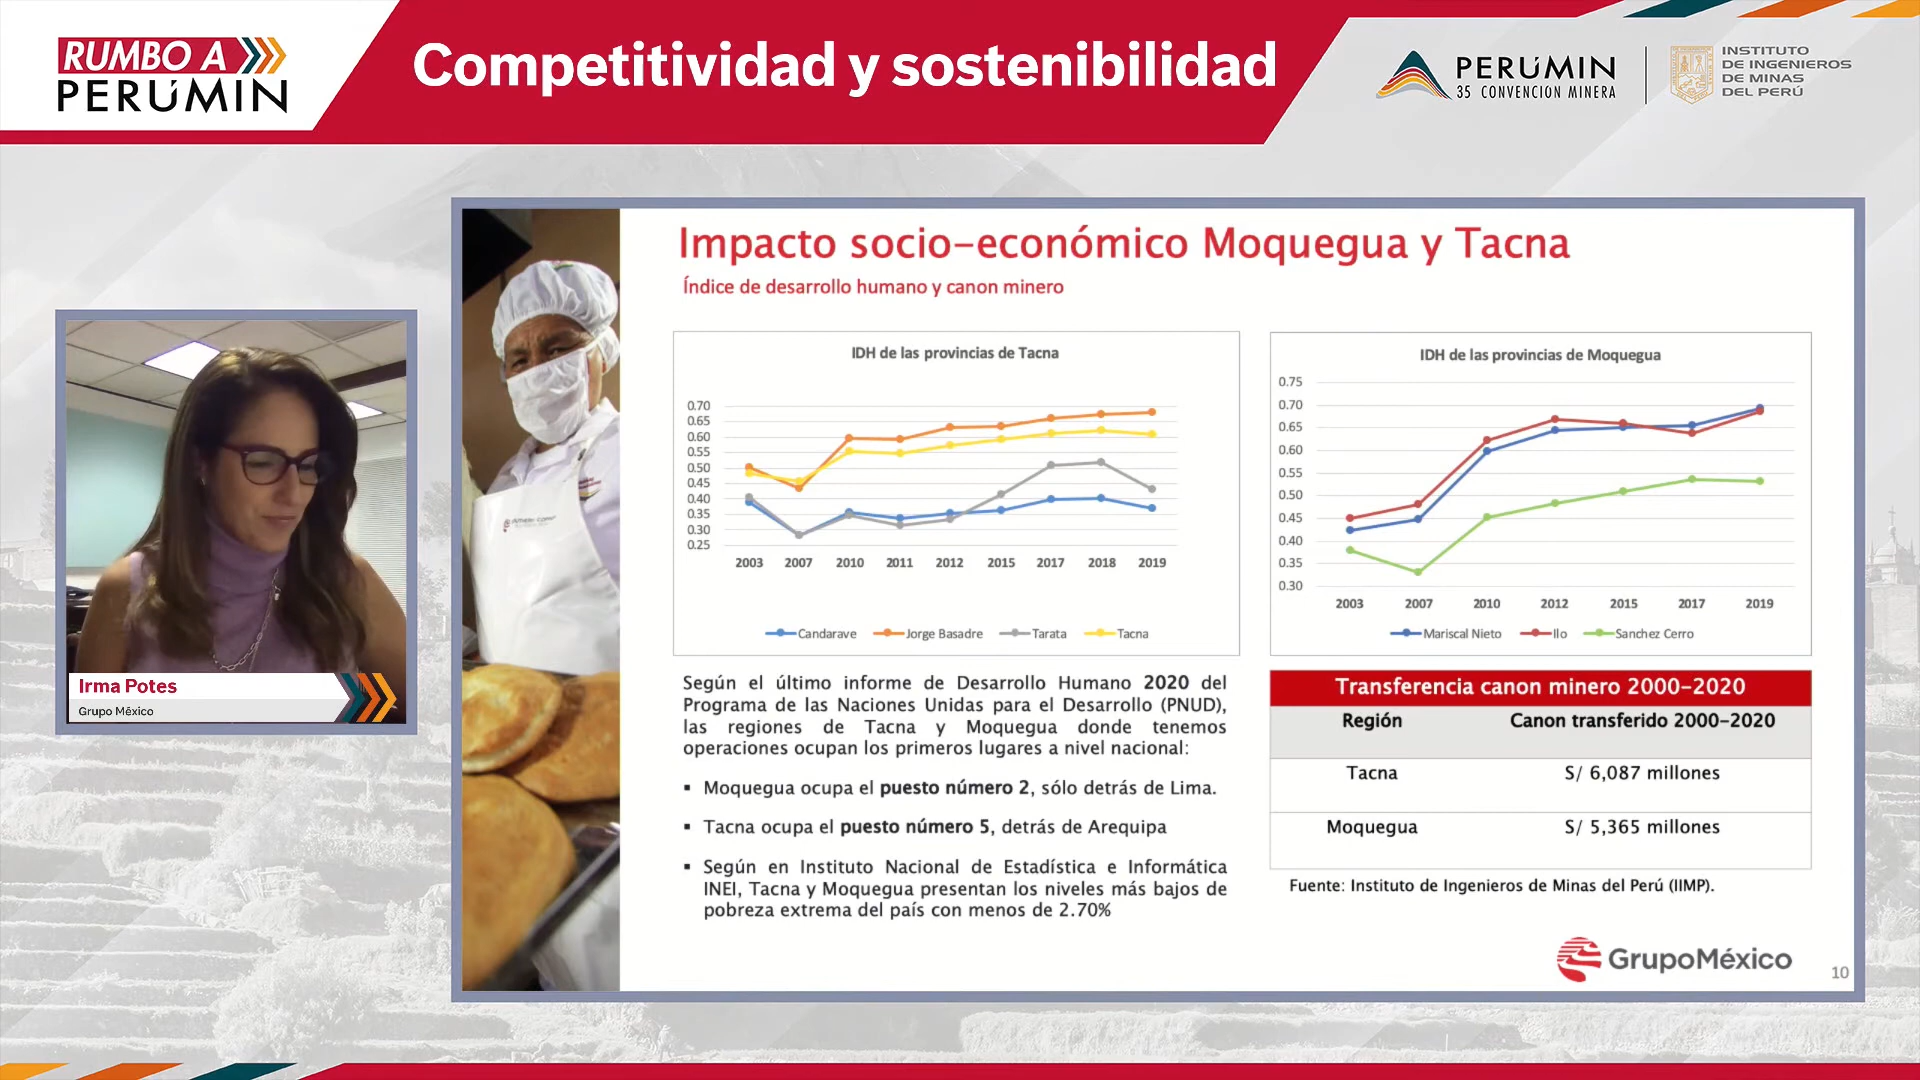 RUMBO A
PERÚMIN
Competitividad y sostenibilidad
PERÚMIN
35 CONVENCIÓN MINERA
INSTITUTO
DE INGENIEROS
DE MINAS
DEL PERÚ
Irma Potes
Grupo México
Impacto socio-económico Moquegua y Tacna
Índice de desarrollo humano y canon minero
IDH de las provincias de Tacna
0.70
0.65
0.60
0.55
0.50
0.45
0.40
0.35
0.30
0.25
2003 2007 2010 2011 2012 2015 2017 2018 2019
Candarave Jorge Basadre Tarata Tacna
IDH de las provincias de Moquegua
0.75
0.70
0.65
0.60
0.55
0.50
0.45
0.40
0.35
0.30
2003 2007 2010 2012 2015 2017 2019
Mariscal Nieto Ilo Sanchez Cerro
Según el último informe de Desarrollo Humano 2020 del
Programa de las Naciones Unidas para el Desarrollo (PNUD),
las regiones de Tacna y Moquegua donde tenemos
operaciones ocupan los primeros lugares a nivel nacional:
▪ Moquegua ocupa el puesto número 2, sólo detrás de Lima.
▪ Tacna ocupa el puesto número 5, detrás de Arequipa
▪ Según en Instituto Nacional de Estadística e Informática
INEI, Tacna y Moquegua presentan los niveles más bajos de
pobreza extrema del país con menos de 2.70%
Transferencia canon minero 2000-2020
Región Canon transferido 2000-2020
Tacna S/ 6,087 millones
Moquegua S/ 5,365 millones
Fuente: Instituto de Ingenieros de Minas del Perú (IIMP).
GrupoMéxico
10